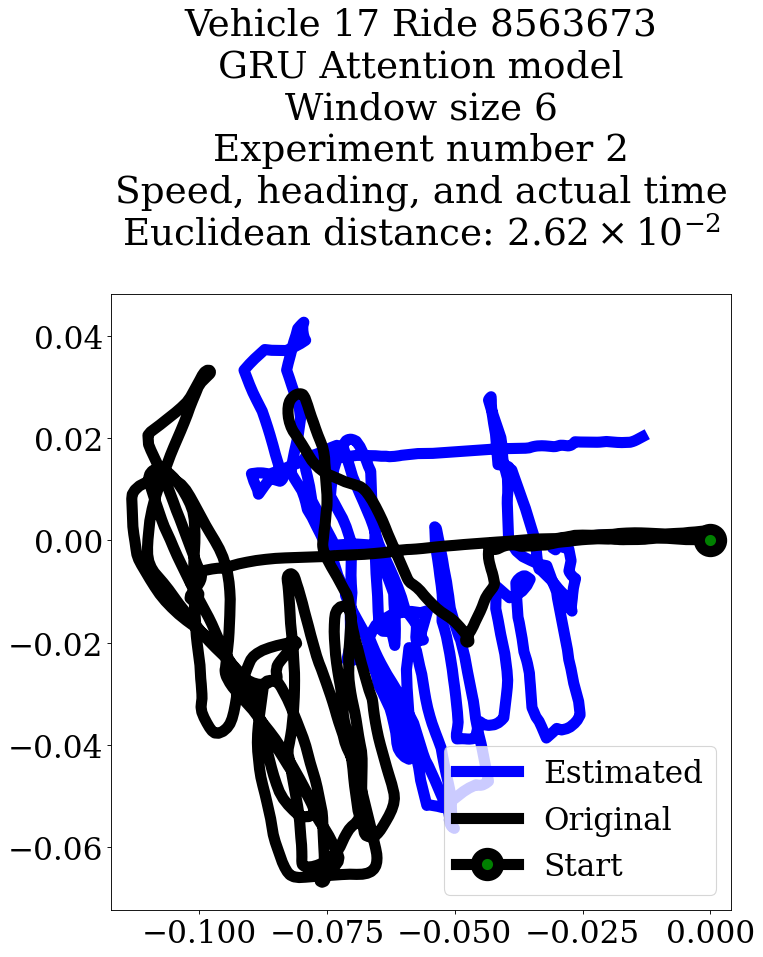 Vehicle 17 Ride 8563673
GRU Attention model
Window size 6
Experiment number 2
Speed, heading, and actual time
Euclidean distance: 2.62 × 10⁻²
0.04
0.02
0.00
−0.02
−0.04
−0.06
Estimated
Original
Start
−0.100 −0.075 −0.050 −0.025 0.000